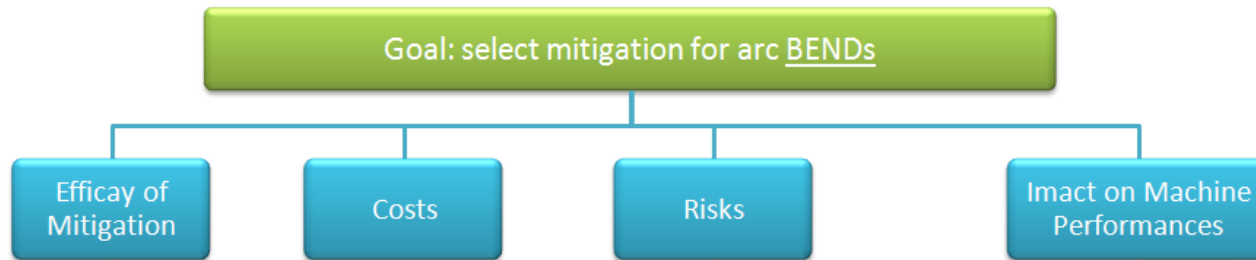 Goal: select mitigation for arc BENDs
Efficay of
Mitigation
Costs
Risks
Imact on Machine
Performances